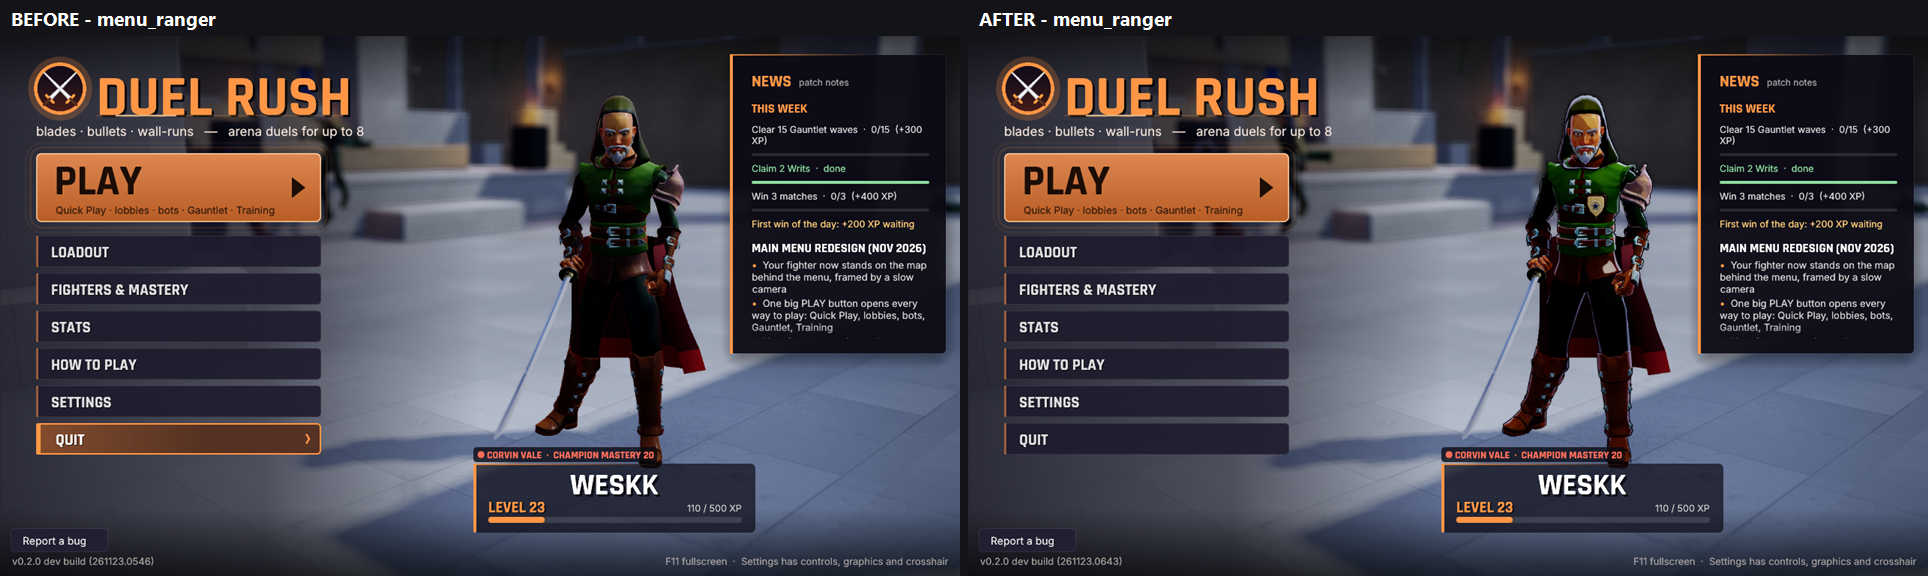 BEFORE - menu_ranger
DUEL RUSH
blades · bullets · wall-runs — arena duels for up to 8
PLAY
Quick Play · lobbies · bots · Gauntlet · Training
LOADOUT
FIGHTERS & MASTERY
STATS
HOW TO PLAY
SETTINGS
QUIT
NEWS patch notes
THIS WEEK
Clear 15 Gauntlet waves · 0/15 (+300
XP)
Claim 2 Writs · done
Win 3 matches · 0/3 (+400 XP)
First win of the day: +200 XP waiting
MAIN MENU REDESIGN (NOV 2026)
• Your fighter now stands on the map
behind the menu, framed by a slow
camera
• One big PLAY button opens every
way to play: Quick Play, lobbies, bots,
Gauntlet, Training
CORVIN VALE · CHAMPION MASTERY 20
WESKK
LEVEL 23
110 / 500 XP
Report a bug
v0.2.0 dev build (261123.0546)
F11 fullscreen · Settings has controls, graphics and crosshair
AFTER - menu_ranger
DUEL RUSH
blades · bullets · wall-runs — arena duels for up to 8
PLAY
Quick Play · lobbies · bots · Gauntlet · Training
LOADOUT
FIGHTERS & MASTERY
STATS
HOW TO PLAY
SETTINGS
QUIT
NEWS patch notes
THIS WEEK
Clear 15 Gauntlet waves · 0/15 (+300
XP)
Claim 2 Writs · done
Win 3 matches · 0/3 (+400 XP)
First win of the day: +200 XP waiting
MAIN MENU REDESIGN (NOV 2026)
• Your fighter now stands on the map
behind the menu, framed by a slow
camera
• One big PLAY button opens every
way to play: Quick Play, lobbies, bots,
Gauntlet, Training
CORVIN VALE · CHAMPION MASTERY 20
WESKK
LEVEL 23
110 / 500 XP
Report a bug
v0.2.0 dev build (261123.0643)
F11 fullscreen · Settings has controls, graphics and crosshair